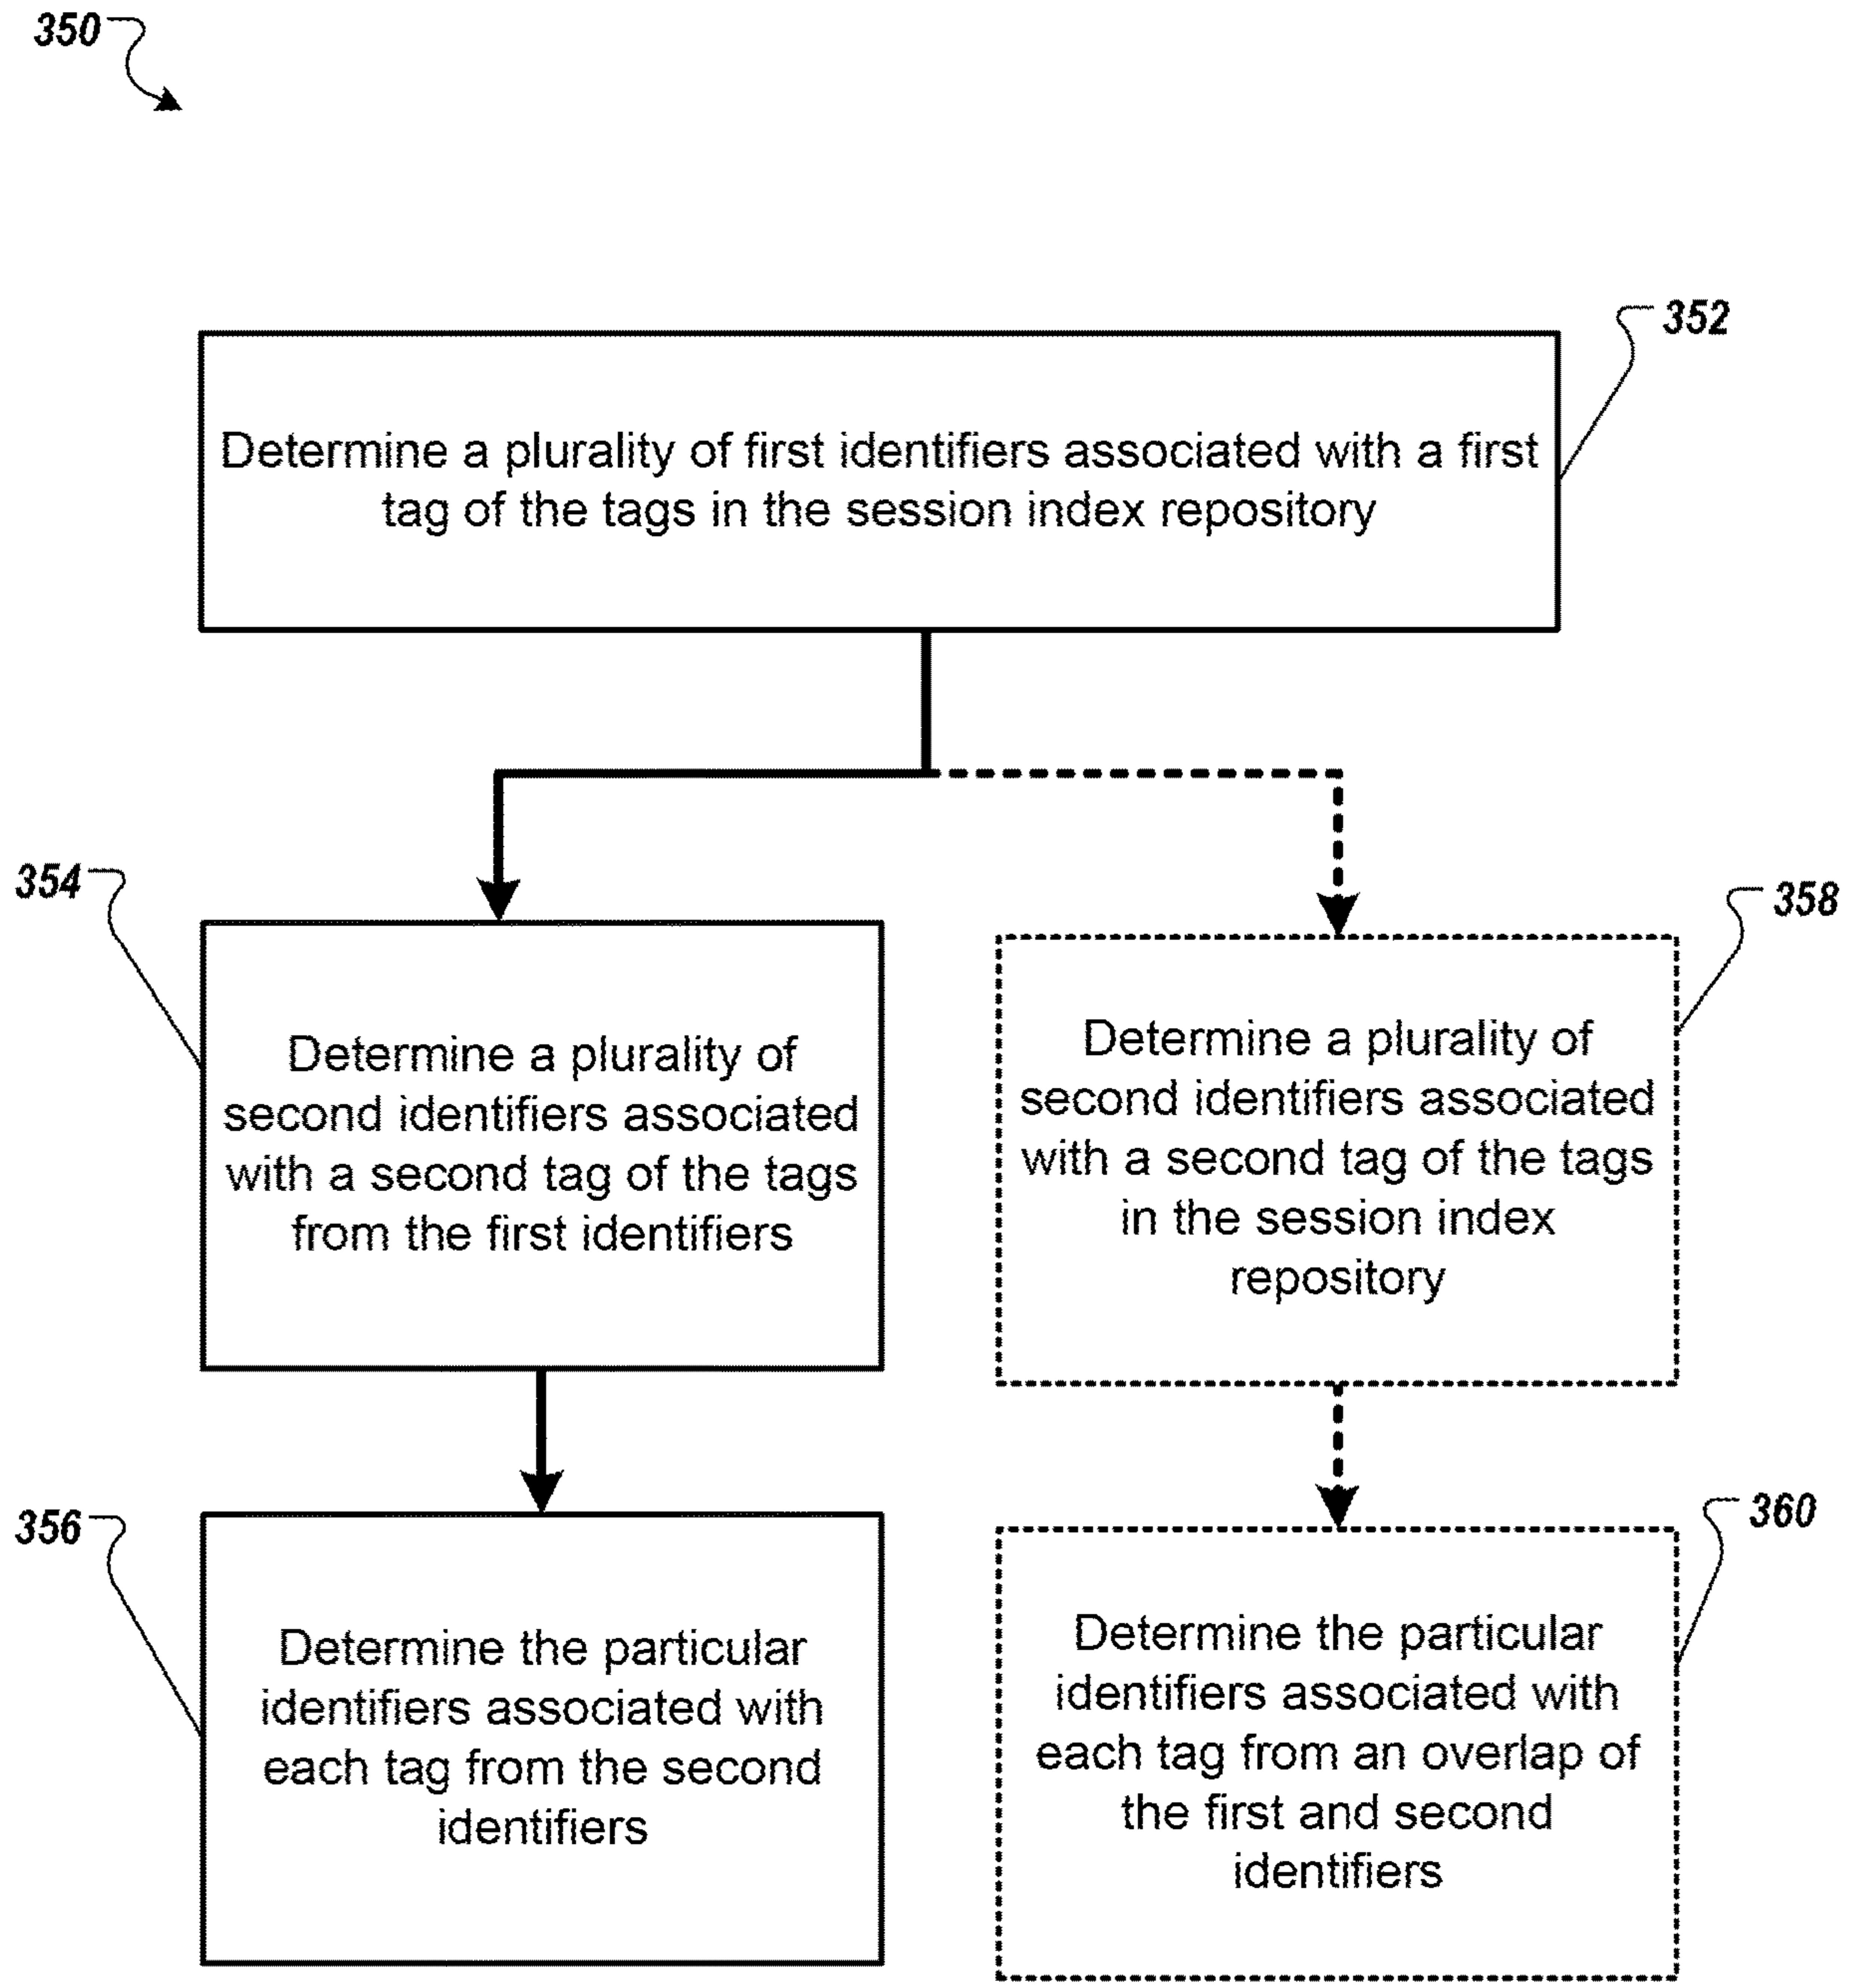 350
352
Determine a plurality of first identifiers associated with a first
tag of the tags in the session index repository
354
Determine a plurality of
second identifiers associated
with a second tag of the tags
from the first identifiers
358
Determine a plurality of
second identifiers associated
with a second tag of the tags
in the session index
repository
356
Determine the particular
identifiers associated with
each tag from the second
identifiers
360
Determine the particular
identifiers associated with
each tag from an overlap of
the first and second
identifiers